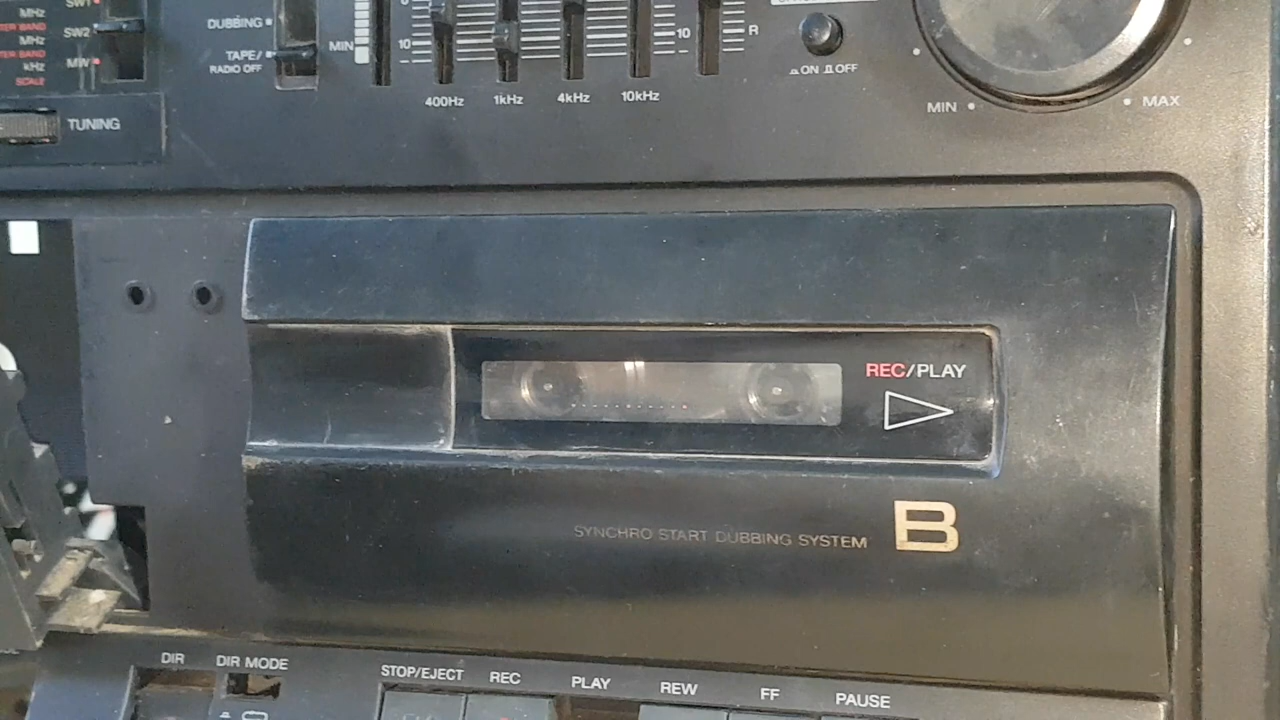 SW1
MHz
SW2
MHz
MW
kHz
SCALE
TUNING
DUBBING
TAPE/
RADIO OFF
MIN
10
10
R
400Hz 1kHz 4kHz 10kHz
ON OFF
MIN MAX
REC/PLAY
B
SYNCHRO START DUBBING SYSTEM
DIR DIR MODE STOP/EJECT REC PLAY REW FF PAUSE